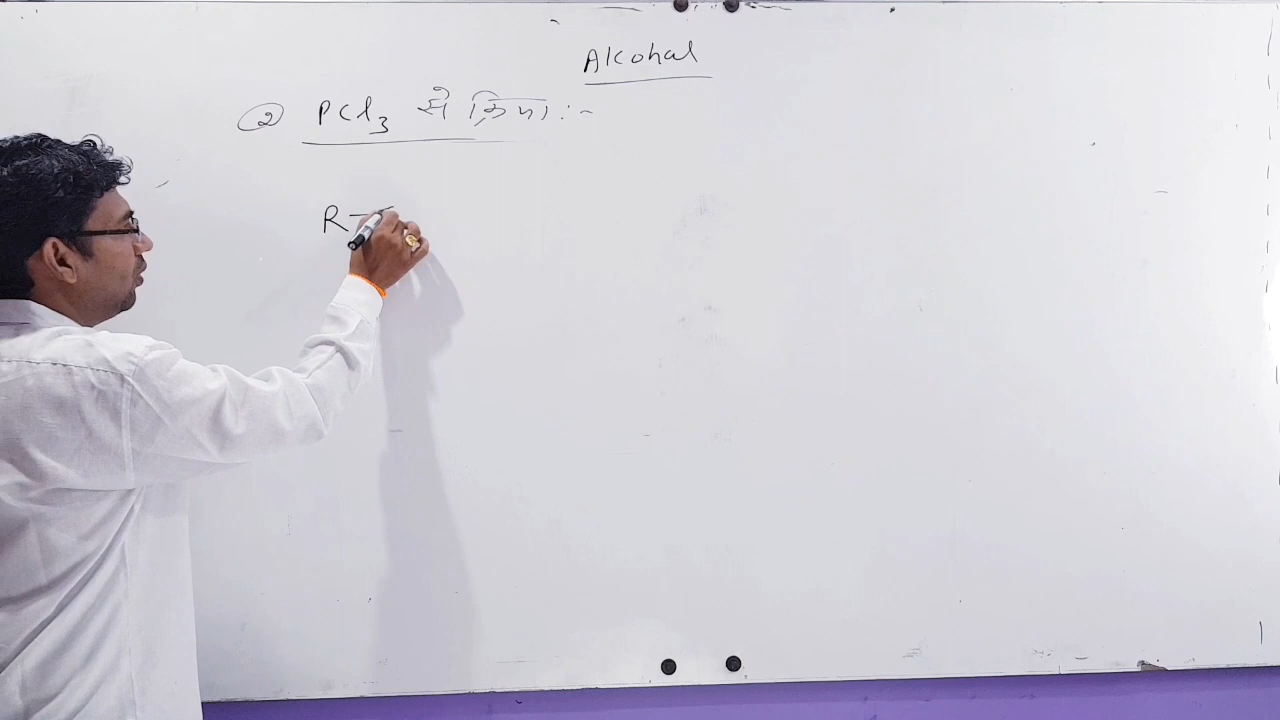 Alcohal
② PCl₃ से क्रिया :-
R —